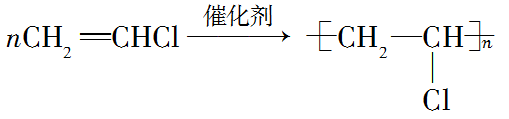 催化剂
nCH₂═CHCl ⟶ ⁅CH₂—CH⁆ₙ
Cl